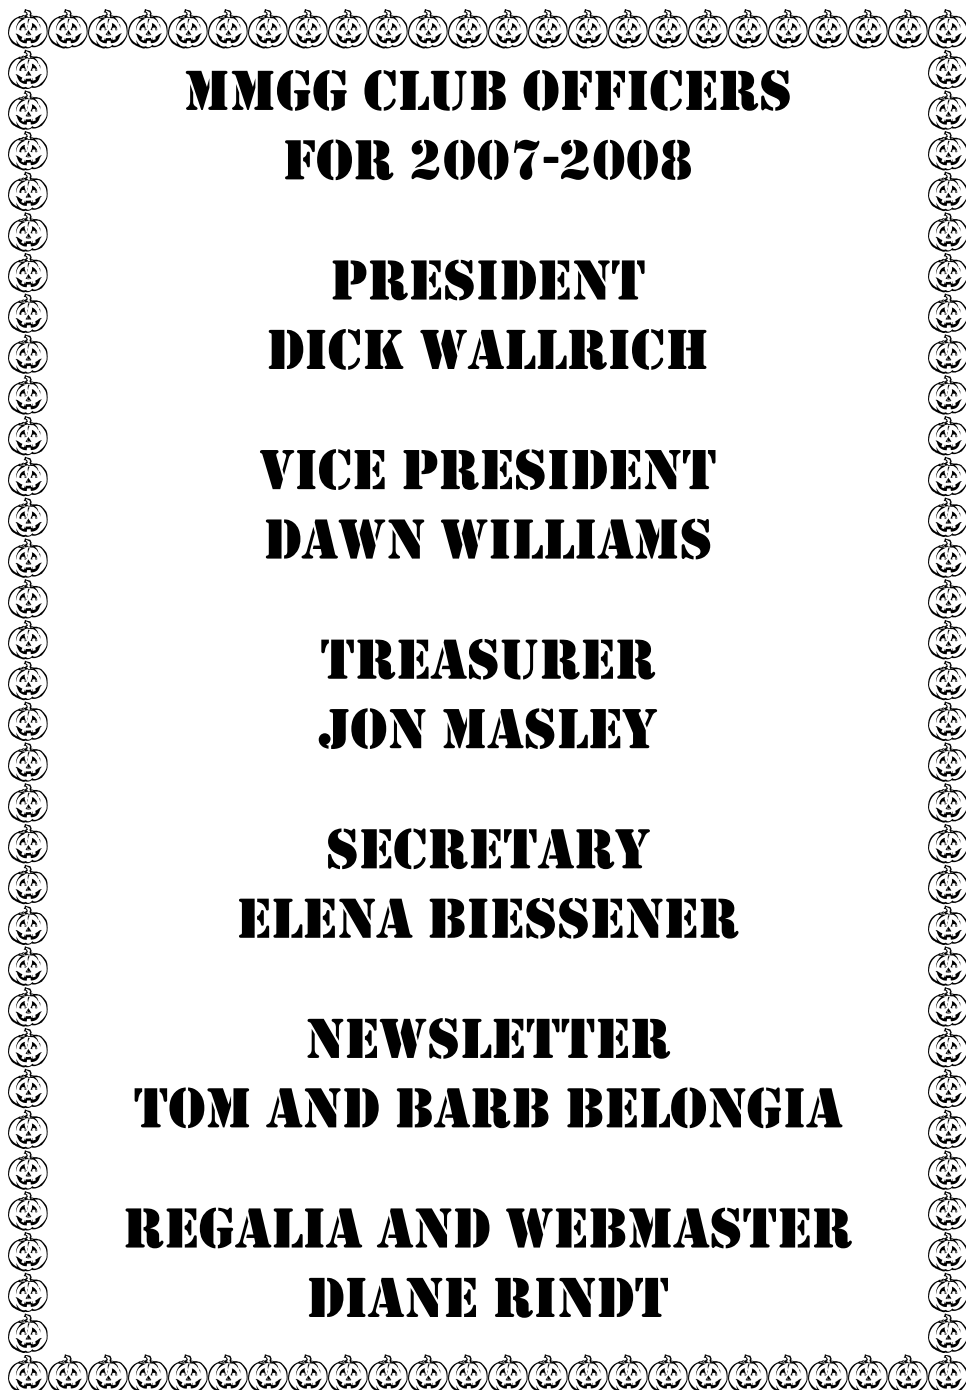 MMGG CLUB OFFICERS
FOR 2007-2008
PRESIDENT
DICK WALLRICH
VICE PRESIDENT
DAWN WILLIAMS
TREASURER
JON MASLEY
SECRETARY
ELENA BIESSENER
NEWSLETTER
TOM AND BARB BELONGIA
REGALIA AND WEBMASTER
DIANE RINDT